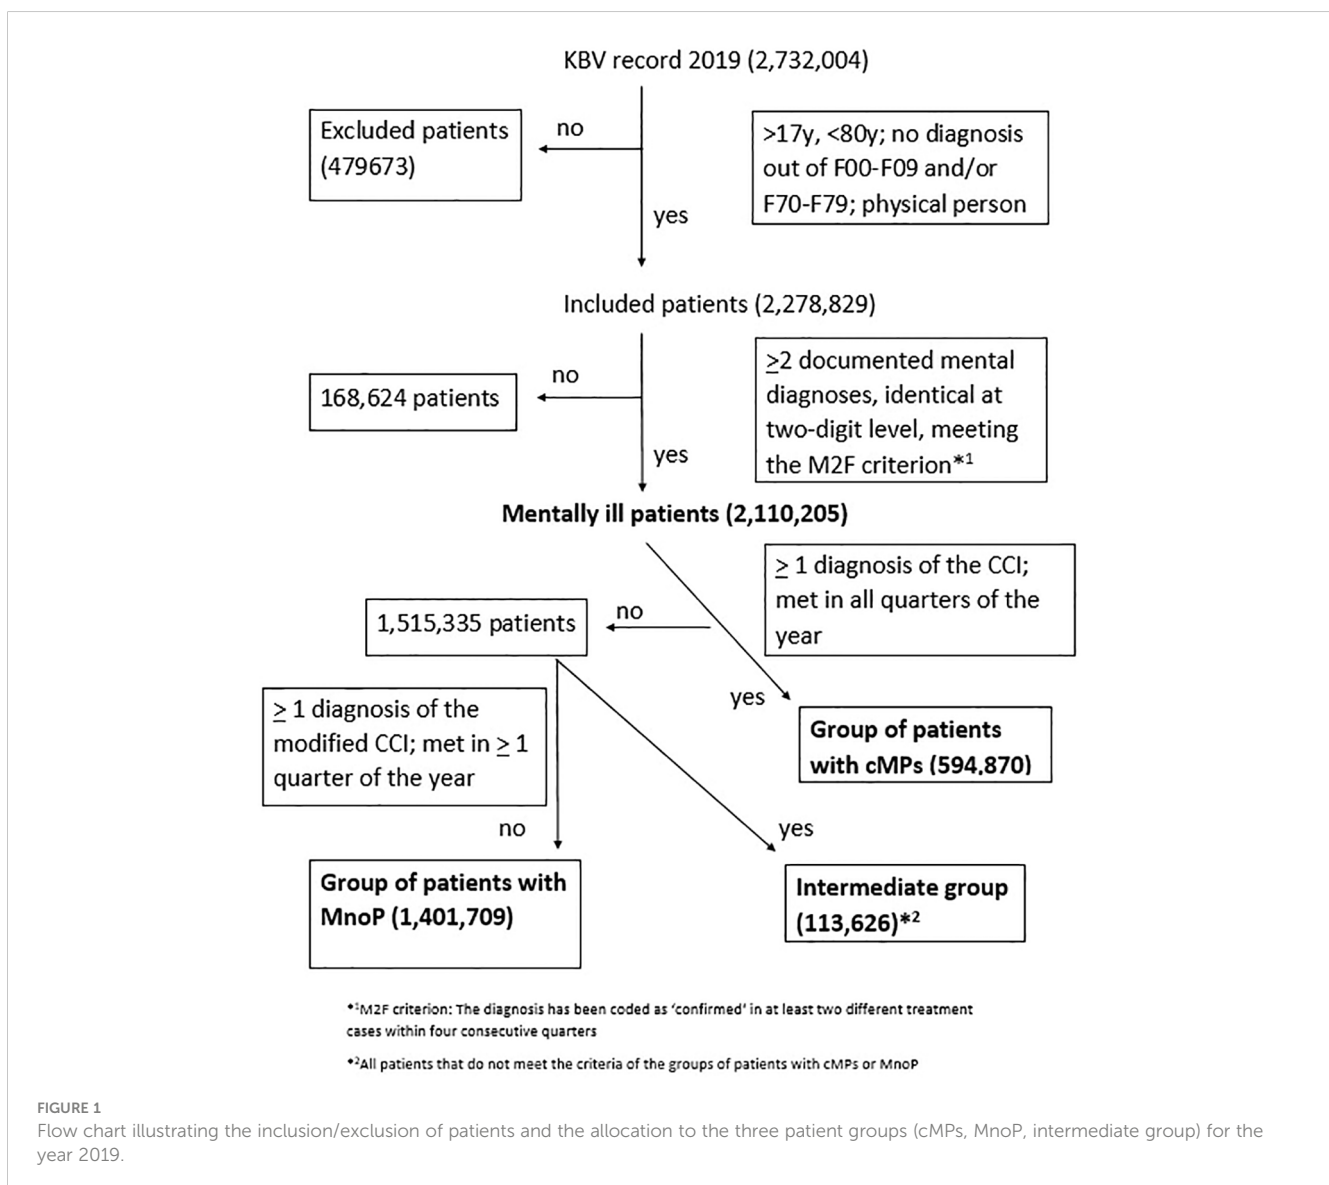 KBV record 2019 (2,732,004)
Excluded patients
(479673)
no
>17y, <80y; no diagnosis
out of F00-F09 and/or
F70-F79; physical person
yes
Included patients (2,278,829)
168,624 patients
no
≥2 documented mental
diagnoses, identical at
two-digit level, meeting
the M2F criterion*1
yes
Mentally ill patients (2,110,205)
≥ 1 diagnosis of the CCI;
met in all quarters of the
year
1,515,335 patients
no
yes
≥ 1 diagnosis of the
modified CCI; met in ≥ 1
quarter of the year
Group of patients
with cMPs (594.870)
no
yes
Group of patients with
MnoP (1,401,709)
Intermediate group
(113,626)*2
*1M2F criterion: The diagnosis has been coded as ‘confirmed’ in at least two different treatment
cases within four consecutive quarters
*2All patients that do not meet the criteria of the groups of patients with cMPs or MnoP
FIGURE 1
Flow chart illustrating the inclusion/exclusion of patients and the allocation to the three patient groups (cMPs, MnoP, intermediate group) for the
year 2019.